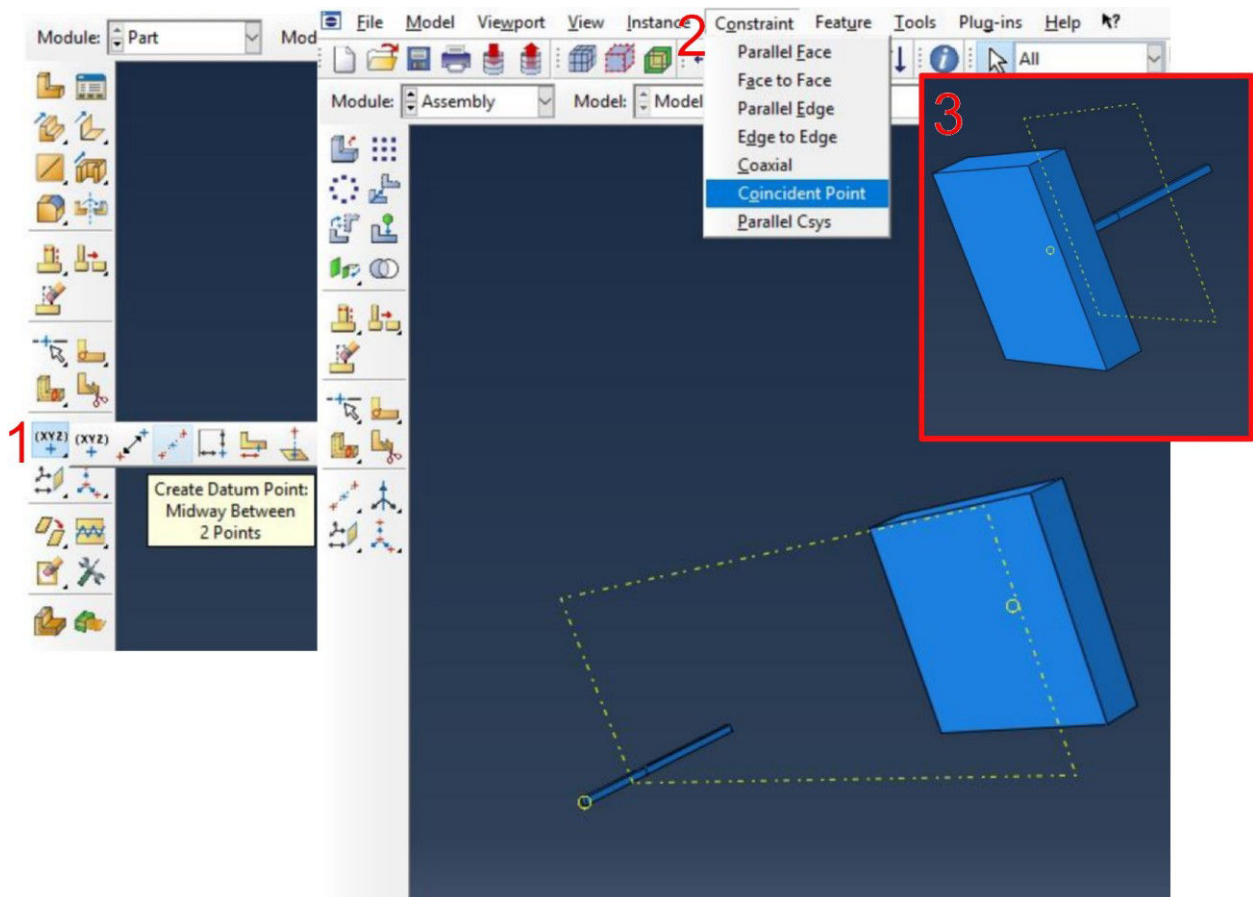 Module: Part
Mod
File Model Viewport View Instance Constraint Feature Tools Plug-ins Help ?
2
All
Module: Assembly Model: Model
Parallel Face
Face to Face
Parallel Edge
Edge to Edge
Coaxial
Coincident Point
Parallel Csys
3
1
(XYZ) (XYZ)
Create Datum Point:
Midway Between
2 Points